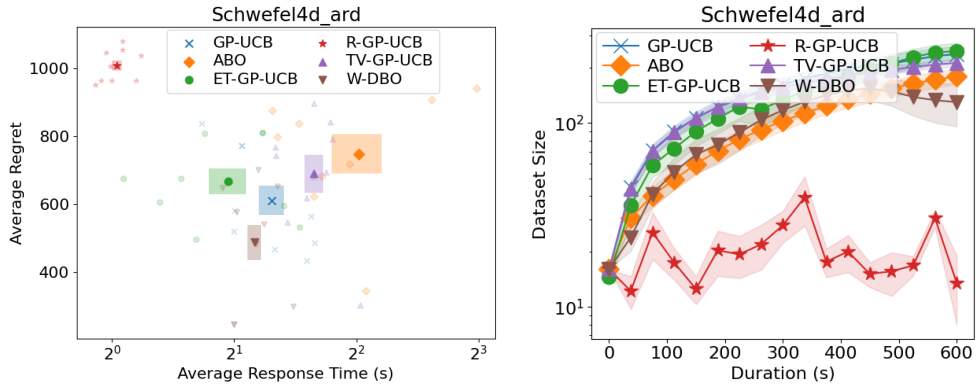 Schwefel4d_ard
GP-UCB R-GP-UCB
ABO TV-GP-UCB
ET-GP-UCB W-DBO
1000
800
600
400
Average Regret
2^0 2^1 2^2 2^3
Average Response Time (s)
Schwefel4d_ard
GP-UCB R-GP-UCB
ABO TV-GP-UCB
ET-GP-UCB W-DBO
10^2
10^1
Dataset Size
0 100 200 300 400 500 600
Duration (s)